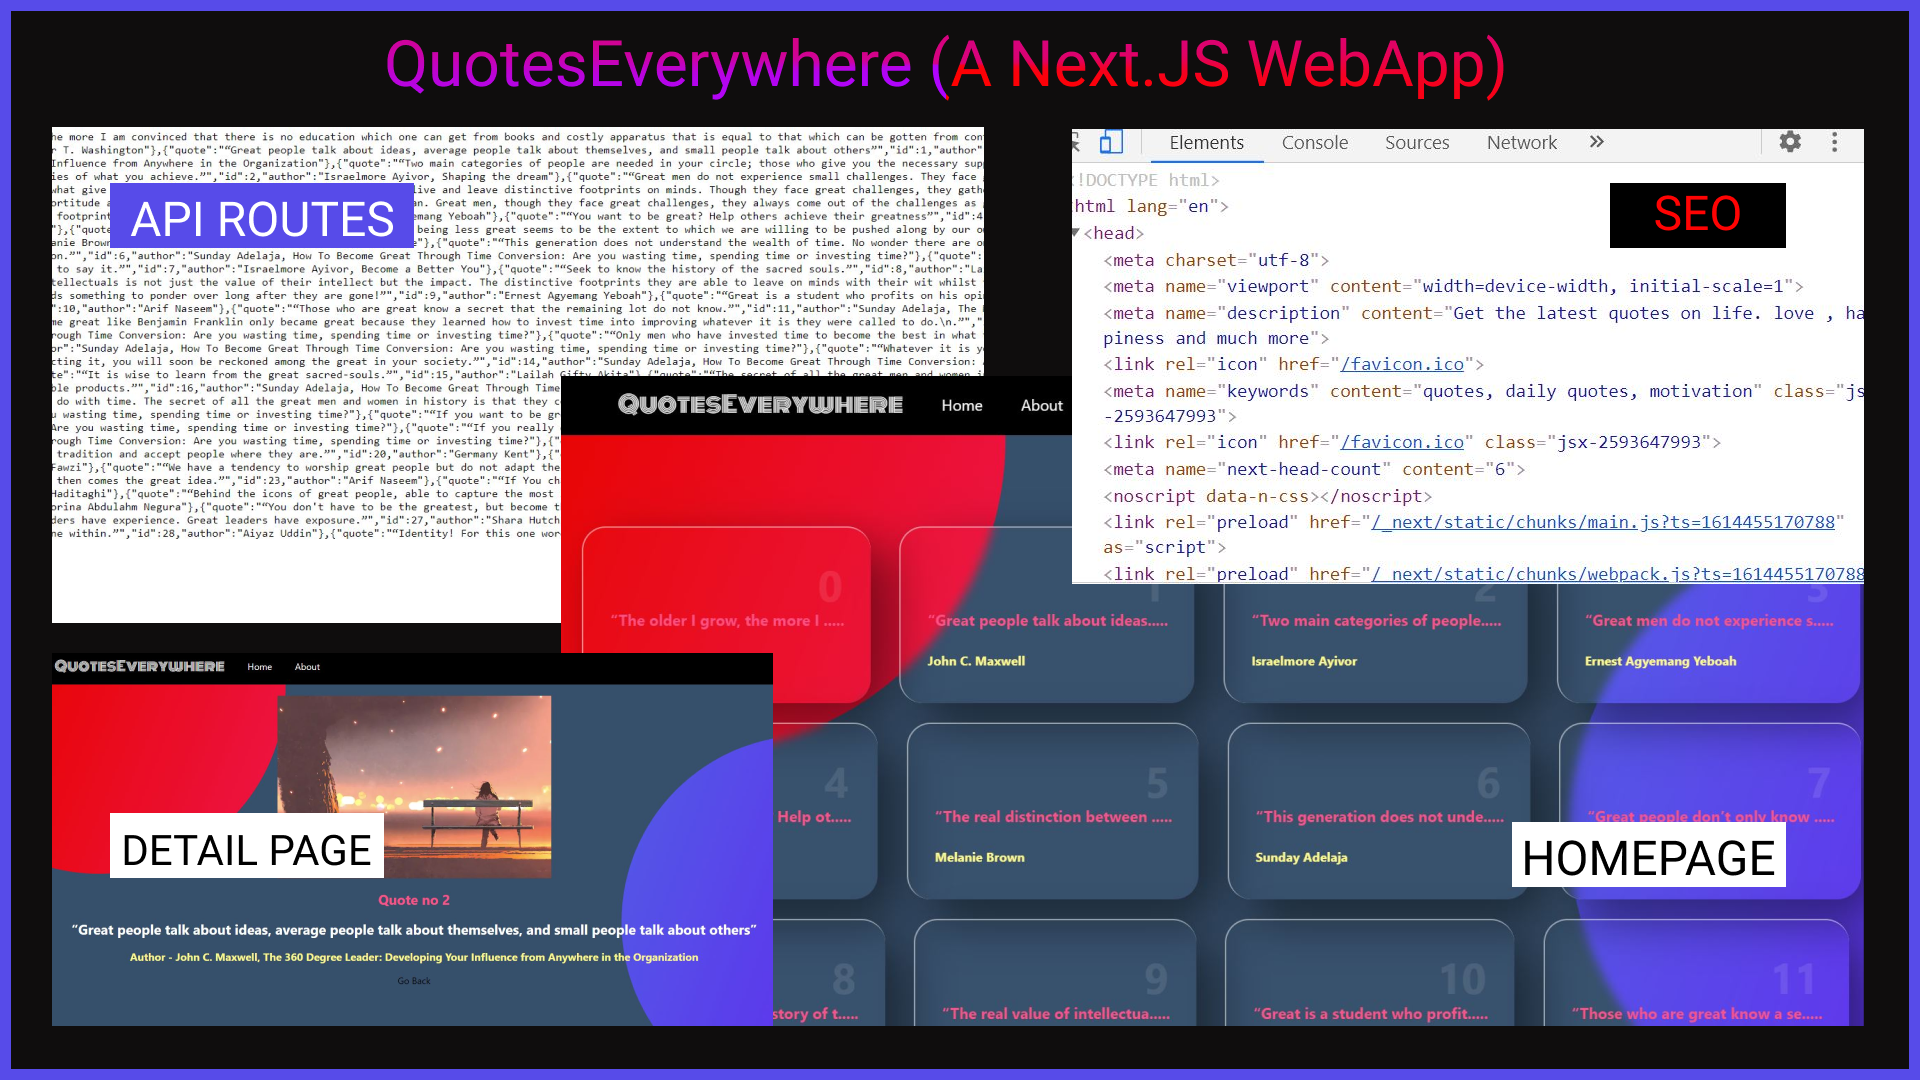 QuotesEverywhere (A Next.JS WebApp)
he more I am convinced that there is no education which one can get from books and costly apparatus that is equal to that which can be gotten from con
r T. Washington"},{"quote":"“Great people talk about ideas, average people talk about themselves, and small people talk about others”","id":1,"author"
Influence from Anywhere in the Organization"},{"quote":"“Two main categories of people are needed in your circle; those who give you the necessary sup
ies of what you achieve.”","id":2,"author":"Israelmore Ayivor, Shaping the dream"},{"quote":"“Great men do not experience small challenges. They face
what give
live and leave distinctive footprints on minds. Though they face great challenges, they gath
ortitude a
n. Great men, though they face great challenges, they always come out of the challenges as
footprint
emang Yeboah"},{"quote":"“You want to be great? Help others achieve their greatness”","id":4
"},{"quote
being less great seems to be the extent to which we are willing to be pushed along by our o
anie Brown
e"},{"quote":"“This generation does not understand the wealth of time. No wonder there are o
API ROUTES
on.”","id":6,"author":"Sunday Adelaja, How To Become Great Through Time Conversion: Are you wasting time, spending time or investing time?"},{"quote":
to say it.”","id":7,"author":"Israelmore Ayivor, Become a Better You"},{"quote":"“Seek to know the history of the sacred souls.”","id":8,"author":"La
tellectuals is not just the value of their intellect but the impact. The distinctive footprints they are able to leave on minds with their wit whilst
ds something to ponder over long after they are gone!”","id":9,"author":"Ernest Agyemang Yeboah"},{"quote":"“Great is a student who profits on his opi
":10,"author":"Arif Naseem"},{"quote":"“Those who are great know a secret that the remaining lot do not know.”","id":11,"author":"Sunday Adelaja, The
me great like Benjamin Franklin only became great because they learned how to invest time into improving whatever it is they were called to do.\n.”","
rough Time Conversion: Are you wasting time, spending time or investing time?"},{"quote":"“Only men who have invested time to become the best in what
or":"Sunday Adelaja, How To Become Great Through Time Conversion: Are you wasting time, spending time or investing time?"},{"quote":"“Whatever it is y
cting it, you will soon be reckoned among the great in your society.”","id":14,"author":"Sunday Adelaja, How To Become Great Through Time Conversion:
te":"“It is wise to learn from the great sacred-souls.”","id":15,"author":"Lailah Gifty Akita"},{"quote":"“The secret of all the great men and women i
ble products.”","id":16,"author":"Sunday Adelaja, How To Become Great Through Time
do with time. The secret of all the great men and women in history is that they c
u wasting time, spending time or investing time?"},{"quote":"“If you want to be gr
Are you wasting time, spending time or investing time?"},{"quote":"“If you really
rough Time Conversion: Are you wasting time, spending time or investing time?"},{"
tradition and accept people where they are.”","id":20,"author":"Germany Kent"},{"
Fawzi"},{"quote":"“We have a tendency to worship great people but do not adapt the
then comes the great idea.”","id":23,"author":"Arif Naseem"},{"quote":"“If You ch
Haditaghi"},{"quote":"“Behind the icons of great people, able to capture the most
orina Abdulahm Negura"},{"quote":"“You don't have to be the greatest, but become t
ders have experience. Great leaders have exposure.”","id":27,"author":"Shara Hutch
ne within.”","id":28,"author":"Aiyaz Uddin"},{"quote":"“Identity! For this one wor
Elements Console Sources Network »
!DOCTYPE html>
html lang="en">
<head>
SEO
<meta charset="utf-8">
<meta name="viewport" content="width=device-width, initial-scale=1">
<meta name="description" content="Get the latest quotes on life. love , ha
piness and much more">
<link rel="icon" href="/favicon.ico">
<meta name="keywords" content="quotes, daily quotes, motivation" class="js
-2593647993">
<link rel="icon" href="/favicon.ico" class="jsx-2593647993">
<meta name="next-head-count" content="6">
<noscript data-n-css></noscript>
<link rel="preload" href="/_next/static/chunks/main.js?ts=1614455170788"
as="script">
<link rel="preload" href="/_next/static/chunks/webpack.js?ts=1614455170788
QUOTESEVERYWHERE Home About
0 1 2 3
“The older I grow, the more I .....
“Great people talk about ideas.....
John C. Maxwell
“Two main categories of people.....
Israelmore Ayivor
“Great men do not experience s.....
Ernest Agyemang Yeboah
4 5 6 7
Help ot.....
“The real distinction between .....
Melanie Brown
“This generation does not unde.....
Sunday Adelaja
“Great people don’t only know .....
HOMEPAGE
8 9 10 11
story of t.....
“The real value of intellectua.....
“Great is a student who profit.....
“Those who are great know a se.....
QUOTESEVERYWHERE Home About
DETAIL PAGE
Quote no 2
“Great people talk about ideas, average people talk about themselves, and small people talk about others”
Author - John C. Maxwell, The 360 Degree Leader: Developing Your Influence from Anywhere in the Organization
Go Back